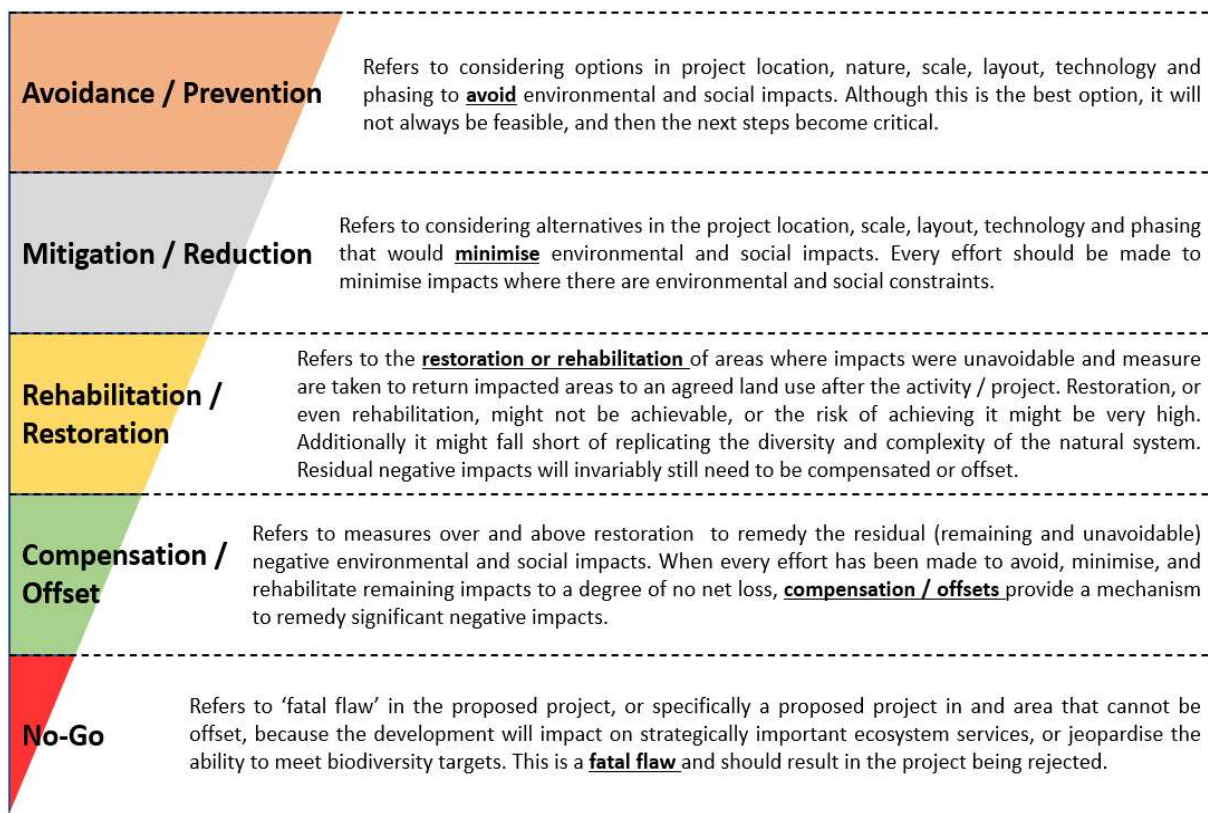 Avoidance / Prevention
Refers to considering options in project location, nature, scale, layout, technology and
phasing to avoid environmental and social impacts. Although this is the best option, it will
not always be feasible, and then the next steps become critical.
Mitigation / Reduction
Refers to considering alternatives in the project location, scale, layout, technology and phasing
that would minimise environmental and social impacts. Every effort should be made to
minimise impacts where there are environmental and social constraints.
Rehabilitation /
Restoration
Refers to the restoration or rehabilitation of areas where impacts were unavoidable and measure
are taken to return impacted areas to an agreed land use after the activity / project. Restoration, or
even rehabilitation, might not be achievable, or the risk of achieving it might be very high.
Additionally it might fall short of replicating the diversity and complexity of the natural system.
Residual negative impacts will invariably still need to be compensated or offset.
Compensation /
Offset
Refers to measures over and above restoration to remedy the residual (remaining and unavoidable)
negative environmental and social impacts. When every effort has been made to avoid, minimise, and
rehabilitate remaining impacts to a degree of no net loss, compensation / offsets provide a mechanism
to remedy significant negative impacts.
No-Go
Refers to ‘fatal flaw’ in the proposed project, or specifically a proposed project in and area that cannot be
offset, because the development will impact on strategically important ecosystem services, or jeopardise the
ability to meet biodiversity targets. This is a fatal flaw and should result in the project being rejected.